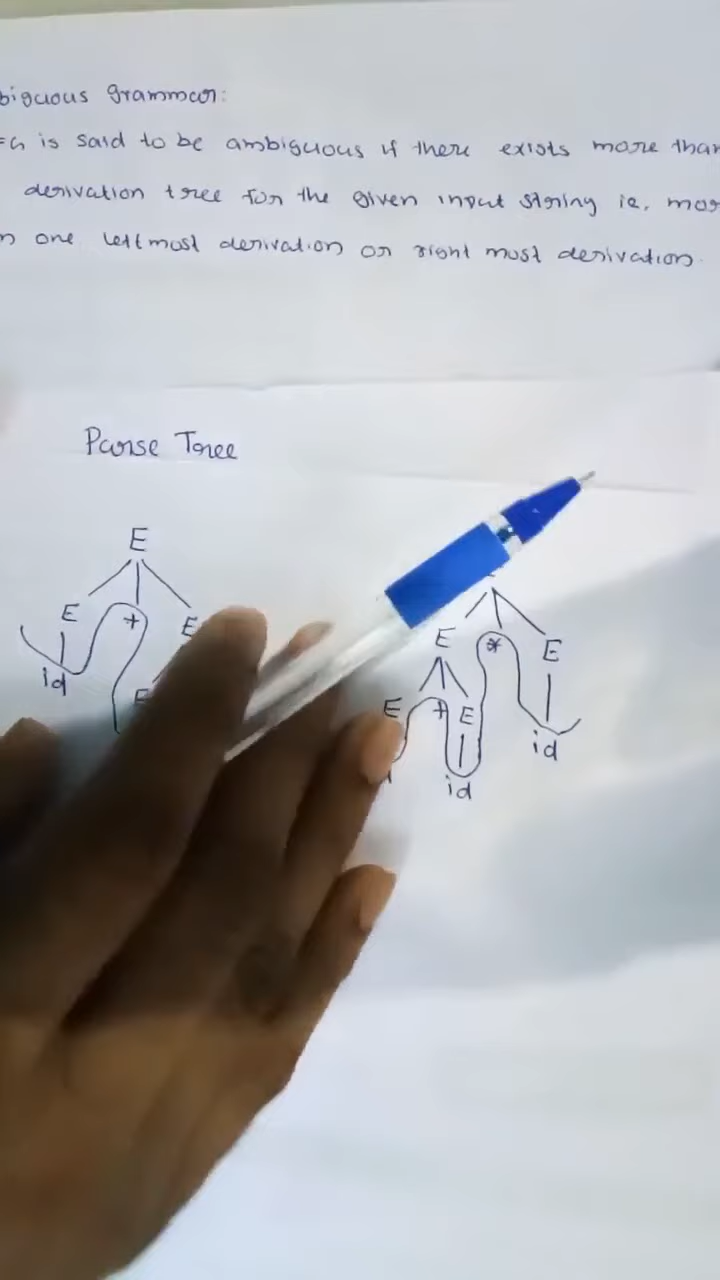 biguous grammar:
G is said to be ambiguous if there exists more than
derivation tree for the given input string ie, mor
n one leftmost derivation or right most derivation.
Parse Tree
E
E + E E * E
id E E + E id
id